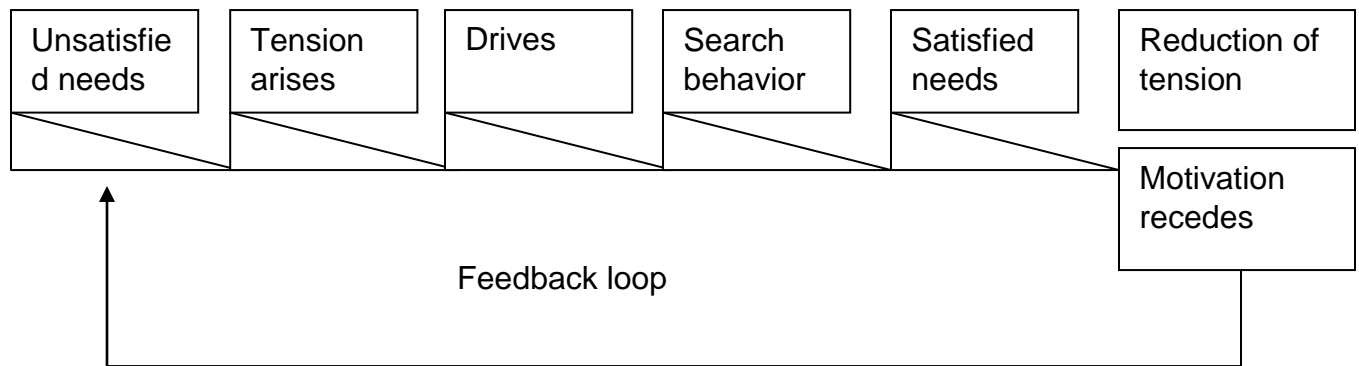 Unsatisfie
d needs
Tension
arises
Drives
Search
behavior
Satisfied
needs
Reduction of
tension
Motivation
recedes
Feedback loop